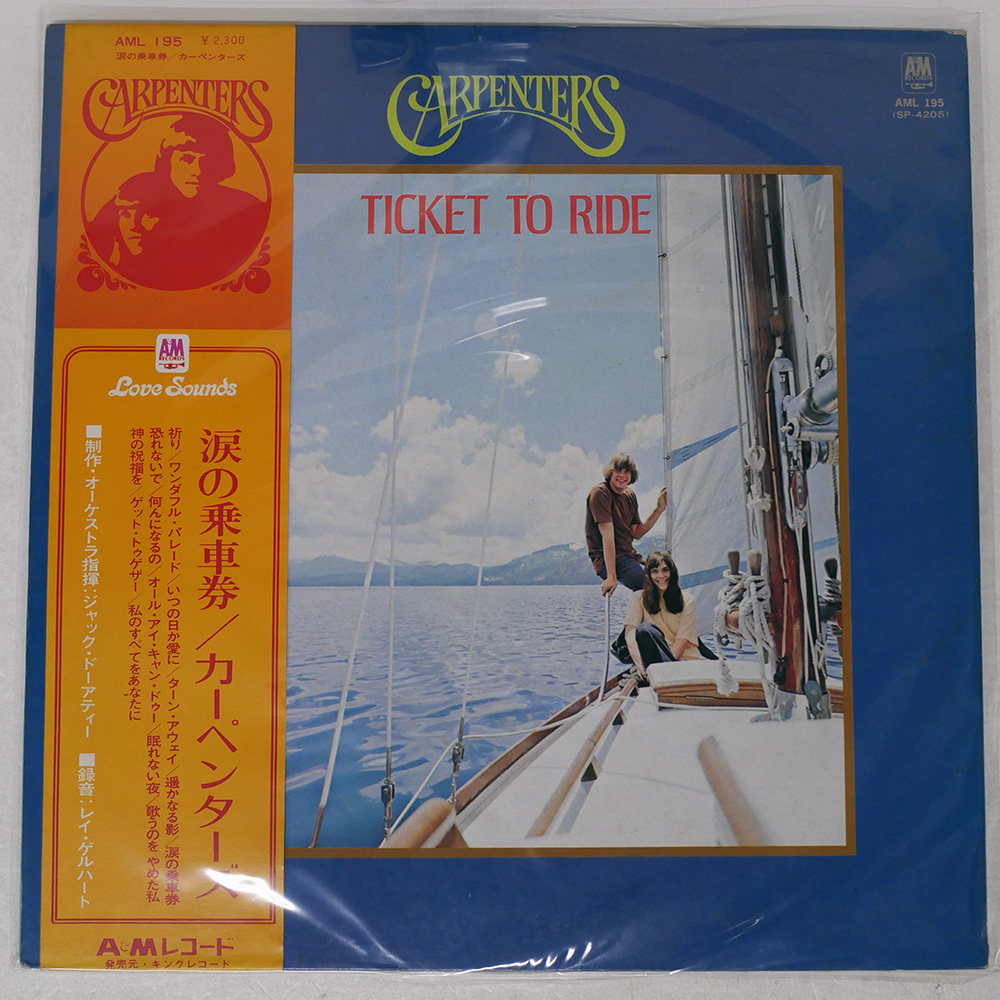 AML 195 ¥2,300
涙の乗車券/カーペンターズ
CARPENTERS
A&M
RECORDS
Love Sounds
涙の乗車券/カーペンターズ
祈り/ワンダフル・パレード/いつの日か愛に/ターン・アウェイ/遥かなる影/涙の乗車券
恐れないで/何んになるの/オール・アイ・キャン・ドゥー/眠れない夜/歌うのをやめた私
神の祝福を/ゲット・トゥゲザー/私のすべてをあなたに
■制作・オーケストラ指揮:ジャック・ドーアティー ■録音:レイ・ゲルハート
A&Mレコード
発売元・キングレコード
CARPENTERS
TICKET TO RIDE
A&M
AML 195
(SP-4205)